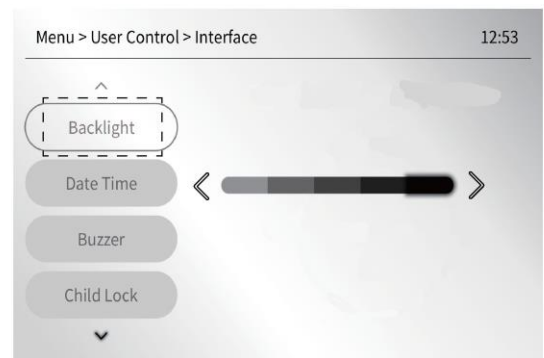 Menu > User Control > Interface 12:53
Backlight
Date Time
Buzzer
Child Lock